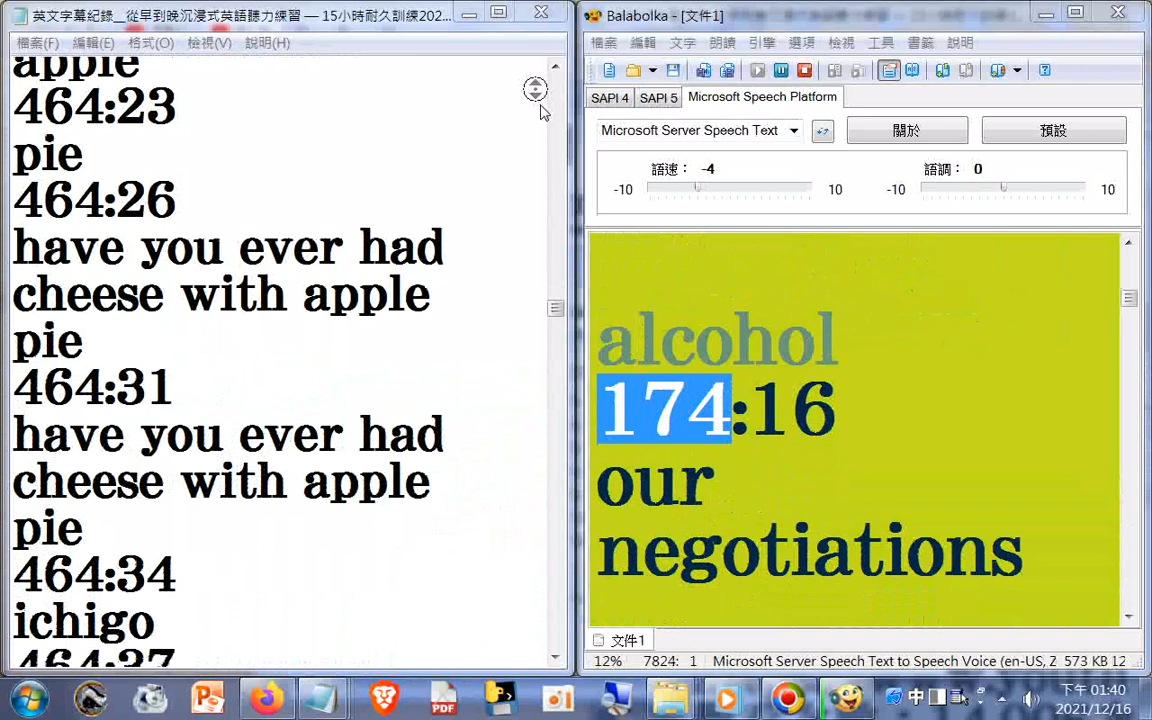 英文字幕紀錄__從早到晚沉浸式英語聽力練習 — 15小時耐久訓練202...
檔案(F) 編輯(E) 格式(O) 檢視(V) 說明(H)
apple
464:23
pie
464:26
have you ever had
cheese with apple
pie
464:31
have you ever had
cheese with apple
pie
464:34
ichigo
464:37
Balabolka - [文件1]
檔案 編輯 文字 朗讀 引擎 選項 檢視 工具 書籤 說明
SAPI 4 SAPI 5 Microsoft Speech Platform
Microsoft Server Speech Text 關於 預設
語速： -4 語調： 0
-10 10 -10 10
alcohol
174:16
our
negotiations
文件1
12% 7824: 1 Microsoft Server Speech Text to Speech Voice (en-US, Z 573 KB 12
PDF 中 下午 01:40
2021/12/16